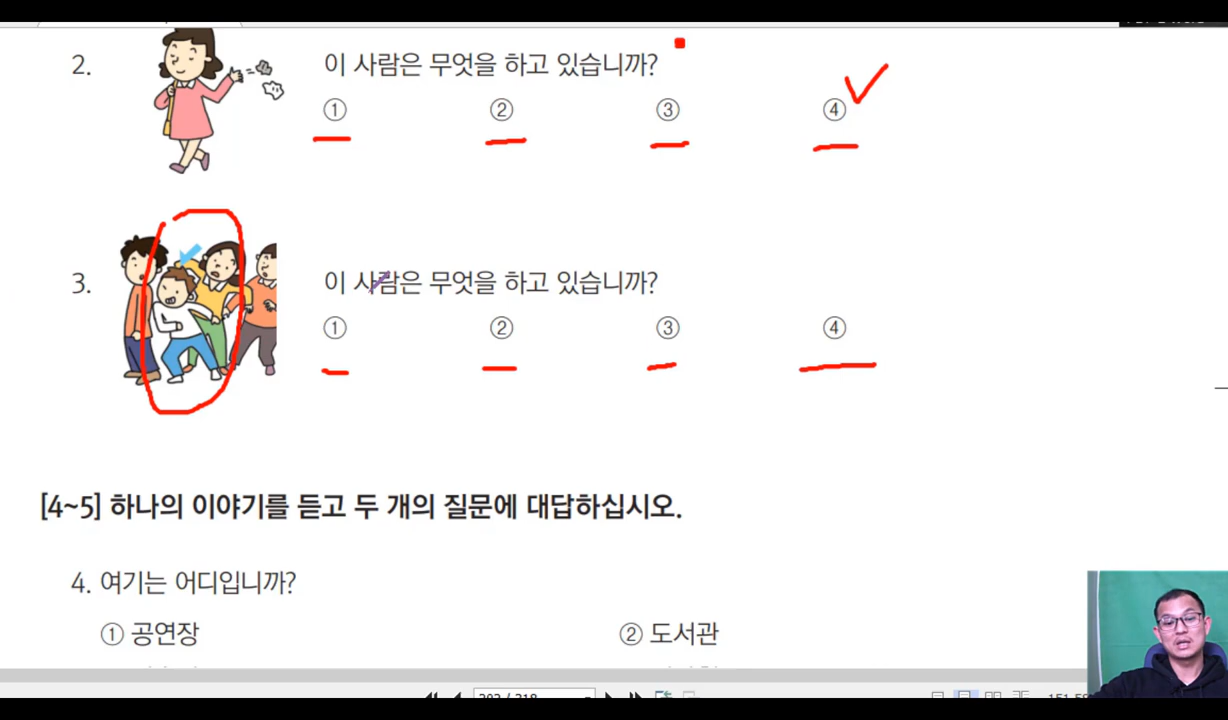 2. 이 사람은 무엇을 하고 있습니까?
① ② ③ ④
3. 이 사람은 무엇을 하고 있습니까?
① ② ③ ④
[4~5] 하나의 이야기를 듣고 두 개의 질문에 대답하십시오.
4. 여기는 어디입니까?
① 공연장 ② 도서관